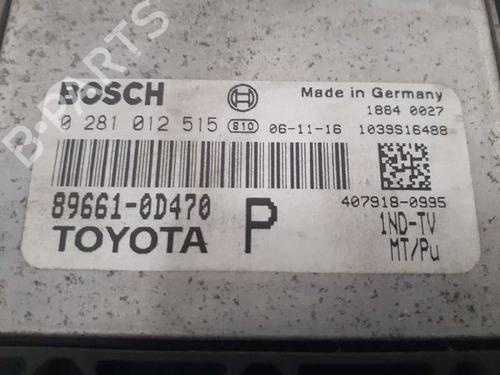 B-PARTS
BOSCH Made in Germany
1884 0027
0 281 012 515 S10 06-11-16 1039S16488
89661-0D470 P 407918-0995
TOYOTA 1ND-TV
MT/Pu